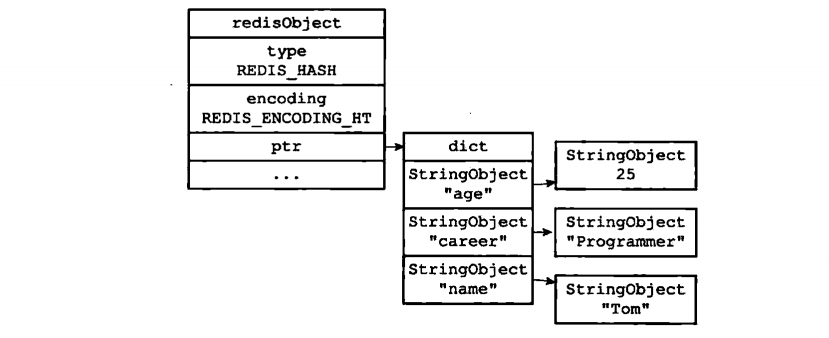 redisObject
type
REDIS_HASH
encoding
REDIS_ENCODING_HT
ptr
...
dict
StringObject
"age"
StringObject
"career"
StringObject
"name"
StringObject
25
StringObject
"Programmer"
StringObject
"Tom"